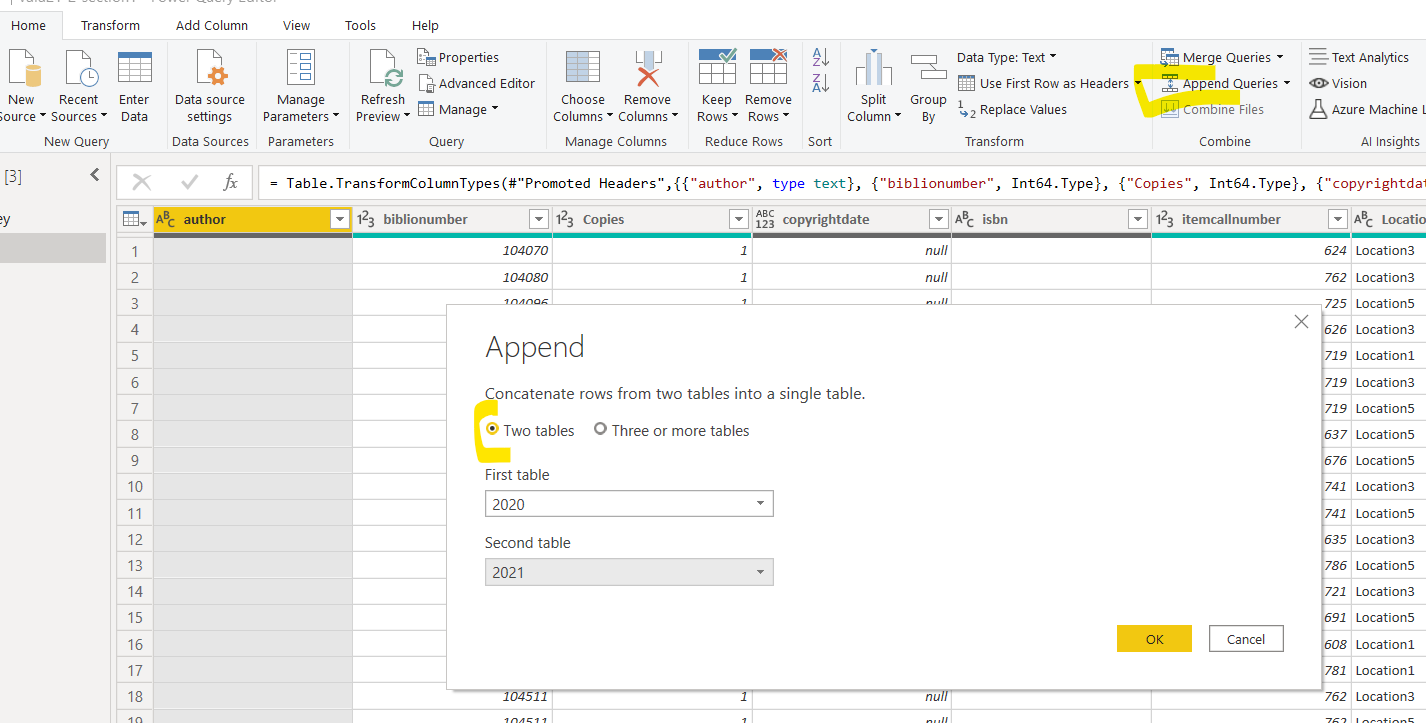 Home Transform Add Column View Tools Help
New Source Recent Sources Enter Data
New Query
Data source settings
Data Sources
Manage Parameters
Parameters
Refresh Preview
Properties
Advanced Editor
Manage
Query
Choose Columns Remove Columns
Manage Columns
Keep Rows Remove Rows
Reduce Rows
Sort
Split Column Group By
Data Type: Text
Use First Row as Headers
Replace Values
Transform
Merge Queries
Append Queries
Combine Files
Combine
Text Analytics
Vision
Azure Machine L
AI Insights
[3]
ey
fx = Table.TransformColumnTypes(#"Promoted Headers",{{"author", type text}, {"biblionumber", Int64.Type}, {"Copies", Int64.Type}, {"copyrightdat
author biblionumber Copies copyrightdate isbn itemcallnumber Locatio
1 104070 1 null 624 Location3
2 104080 1 null 762 Location3
3 104096 1 null 725 Location5
4 626 Location3
5 719 Location1
6 719 Location3
7 719 Location5
8 637 Location5
9 676 Location5
10 741 Location3
11 741 Location5
12 635 Location3
13 786 Location5
14 721 Location3
15 691 Location5
16 608 Location1
17 781 Location1
18 104511 1 null 762 Location3
19 104511 1 null 762 Location5
Append
Concatenate rows from two tables into a single table.
Two tables Three or more tables
First table
2020
Second table
2021
OK Cancel